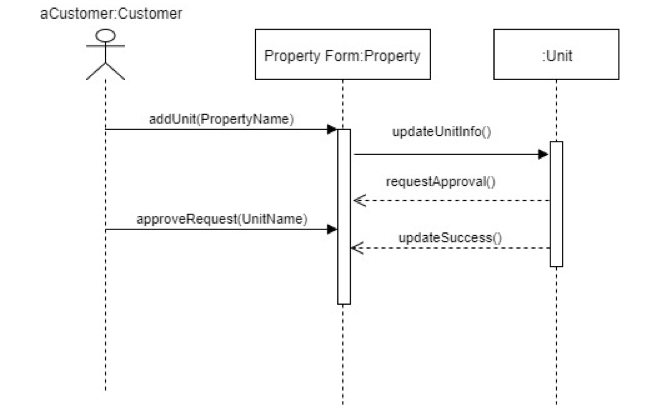 aCustomer:Customer
Property Form:Property
:Unit
addUnit(PropertyName)
updateUnitInfo()
requestApproval()
approveRequest(UnitName)
updateSuccess()